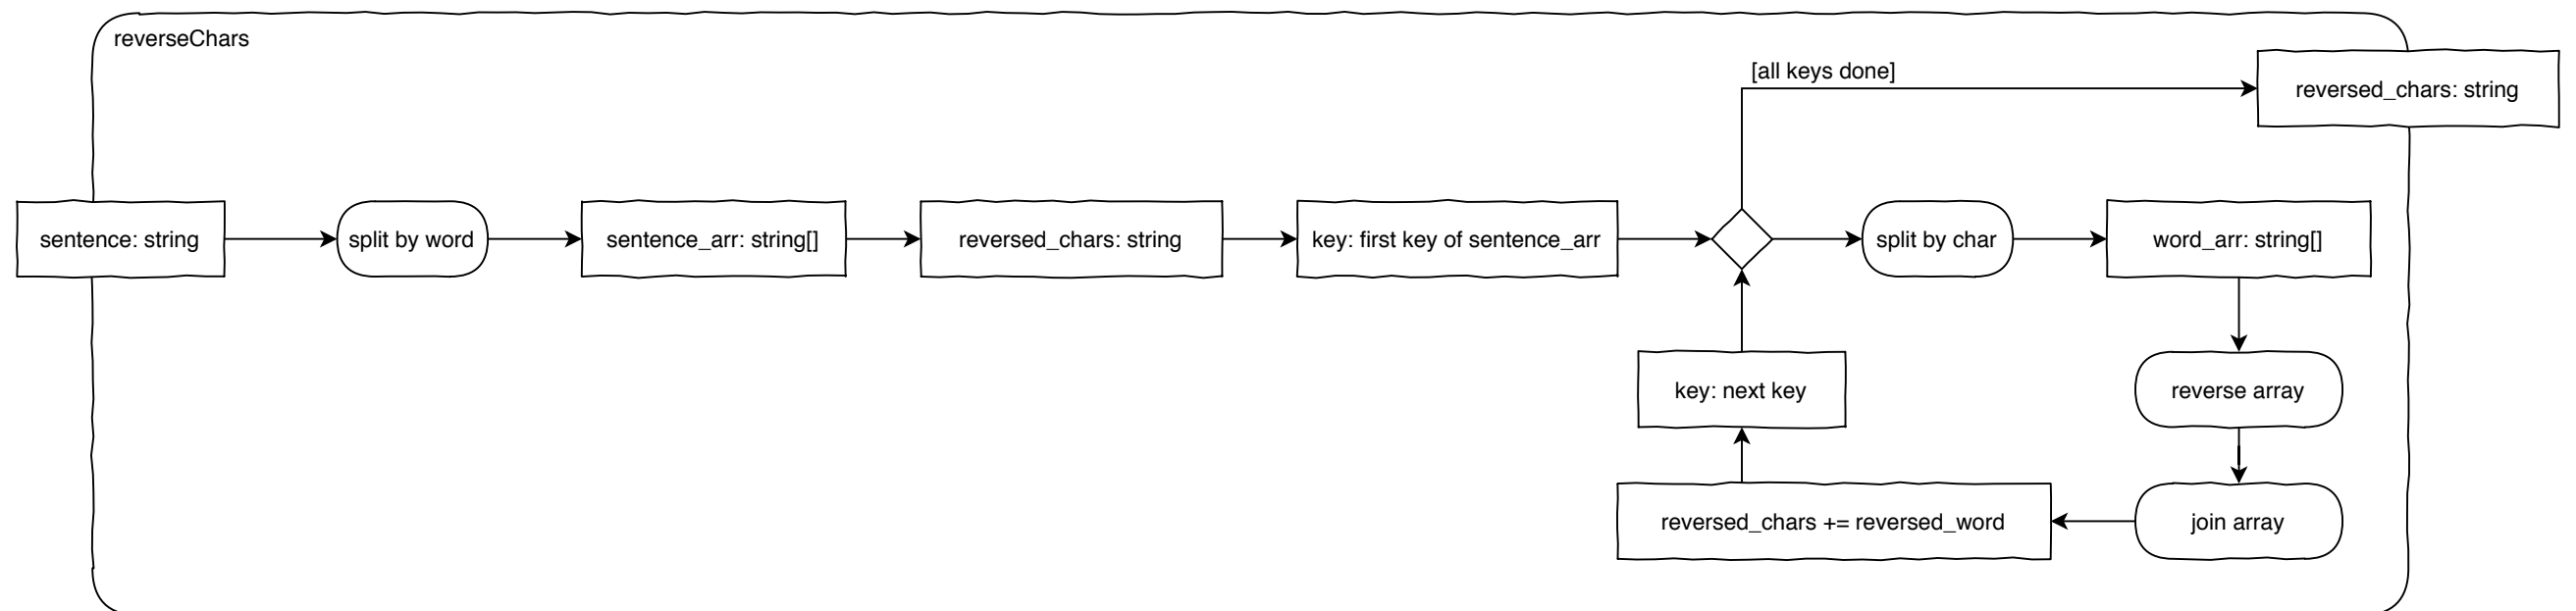 reverseChars
[all keys done]
reversed_chars: string
sentence: string
split by word
sentence_arr: string[]
reversed_chars: string
key: first key of sentence_arr
split by char
word_arr: string[]
key: next key
reverse array
reversed_chars += reversed_word
join array